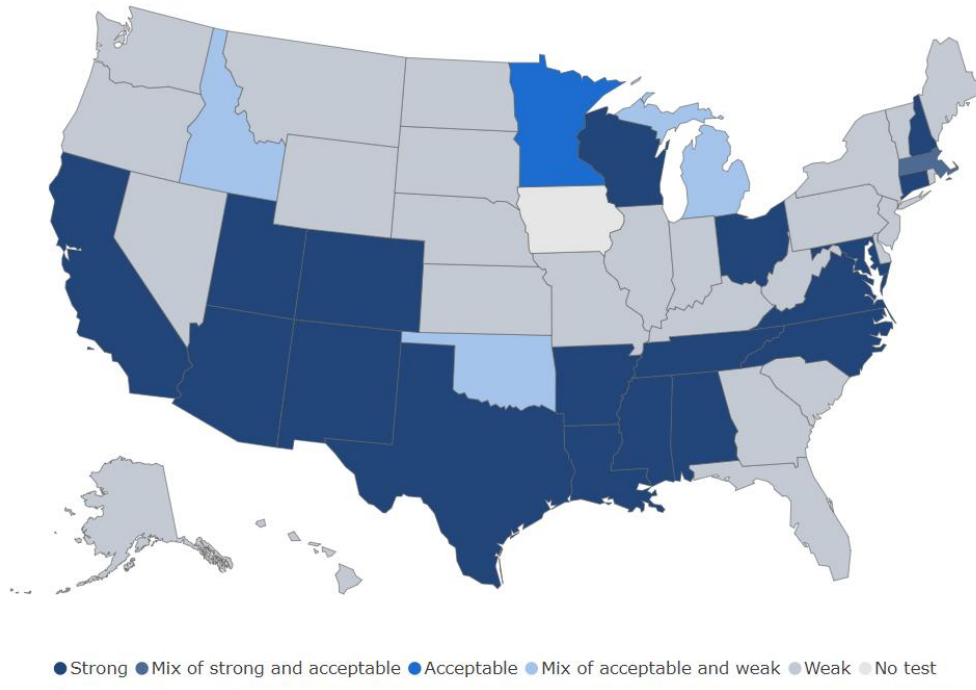 Strong Mix of strong and acceptable Acceptable Mix of acceptable and weak Weak No test